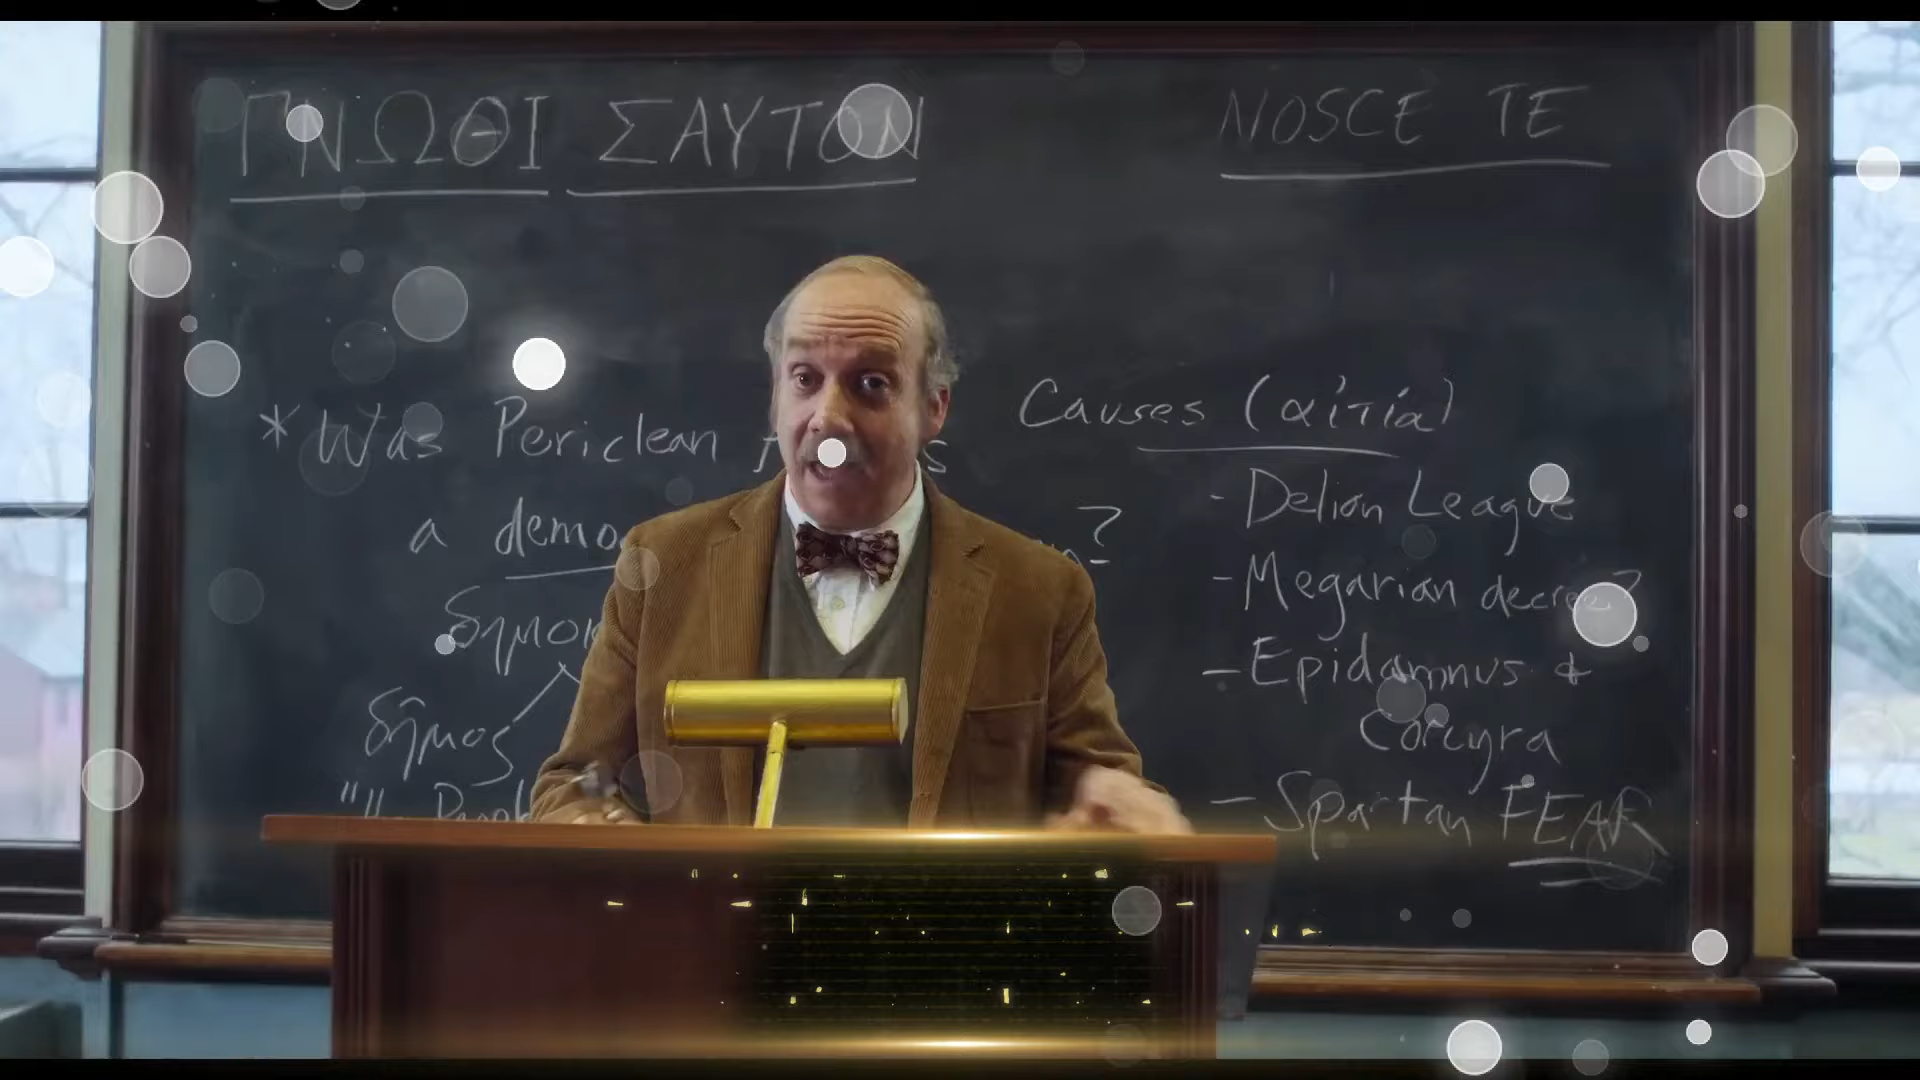 ΓΝΩΘΙ ΣΑΥΤΟΝ
NOSCE TE
* Was Periclean
a demo
δημοκ
δῆμος
Causes (αἰτία)
- Delian League
- Megarian decree?
- Epidamnus &
Corcyra
- Spartan FEAR